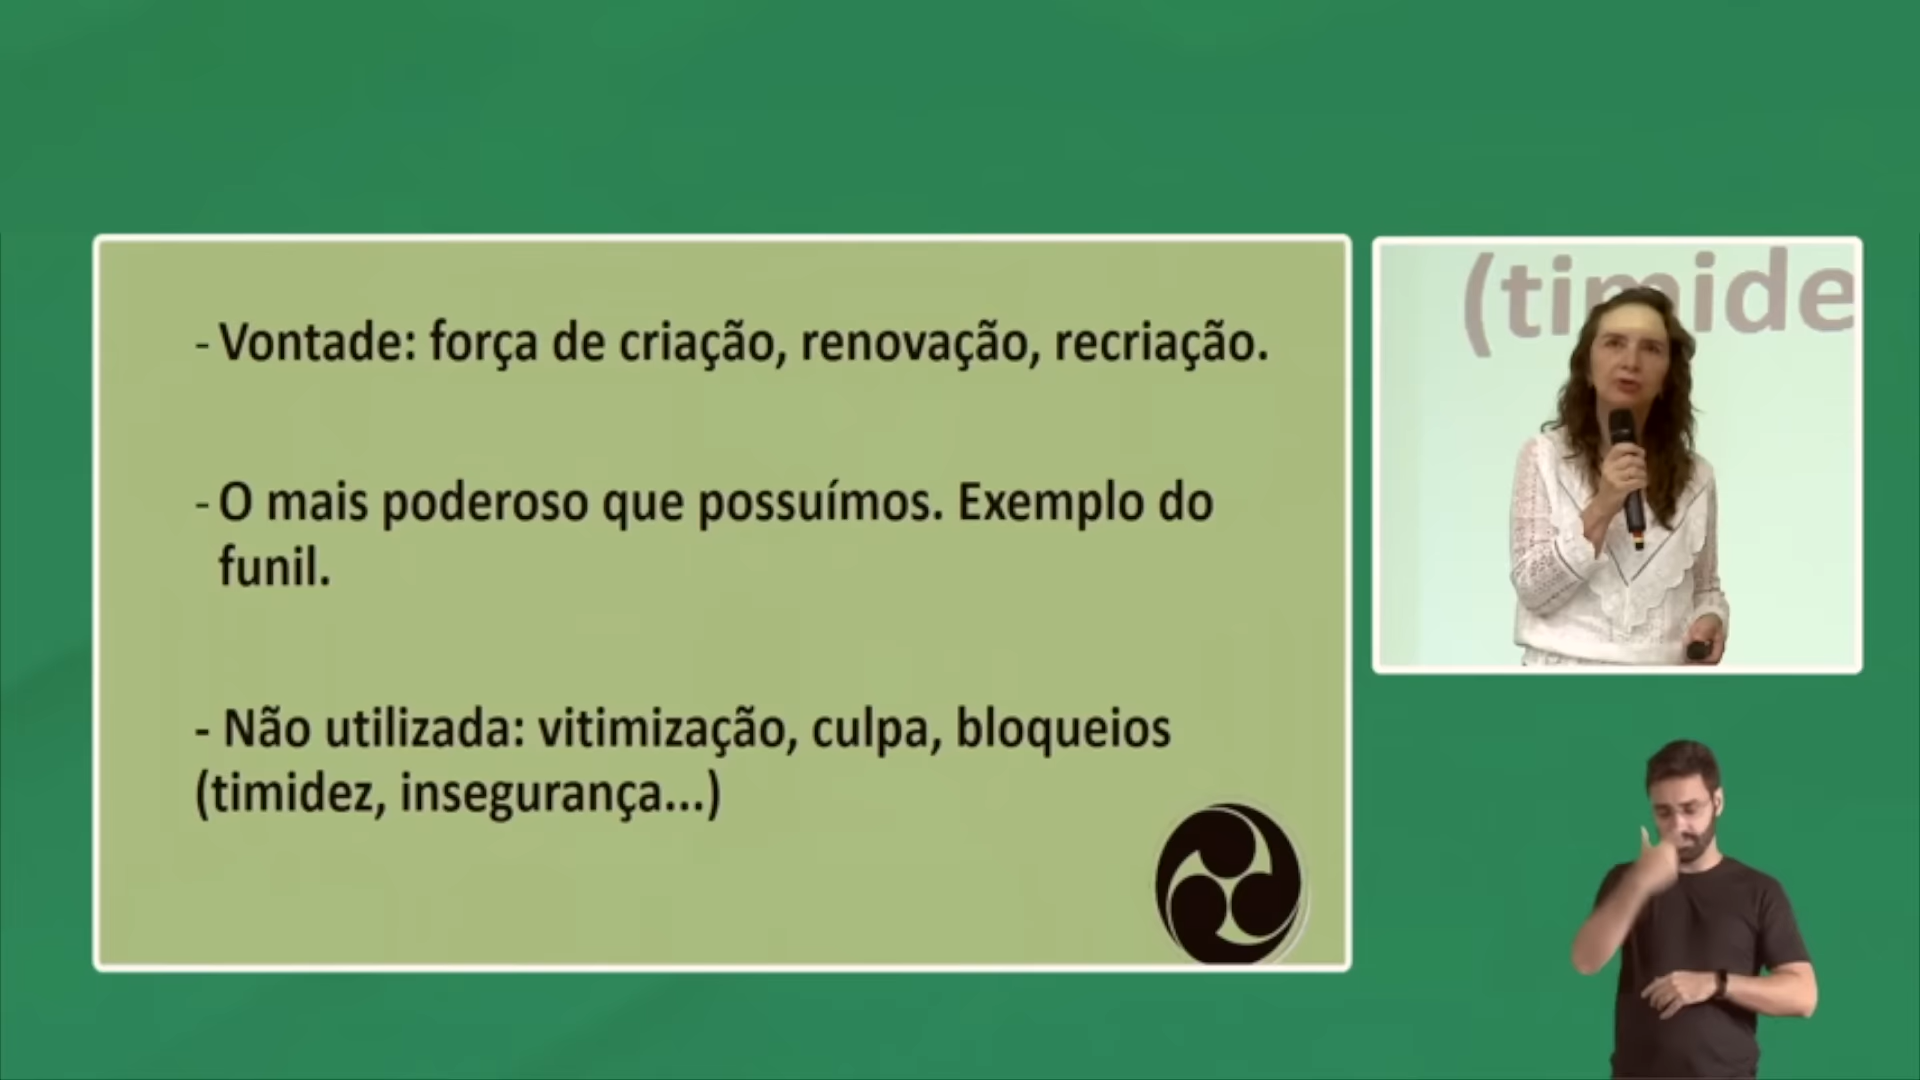 - Vontade: força de criação, renovação, recriação.
- O mais poderoso que possuímos. Exemplo do
funil.
- Não utilizada: vitimização, culpa, bloqueios
(timidez, insegurança...)
(timide